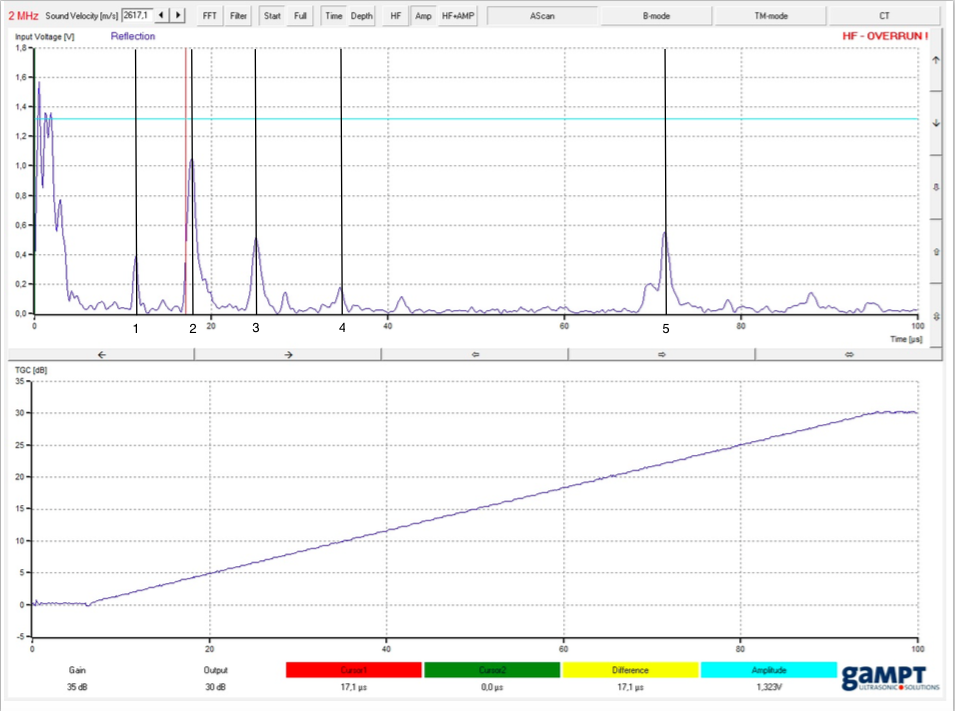 2 MHz Sound Velocity [m/s] 2617,1 FFT Filter Start Full Time Depth HF Amp HF+AMP AScan B-mode TM-mode CT
Input Voltage [V] Reflection HF - OVERRUN !
1,8
1,6
1,4
1,2
1,0
0,8
0,6
0,4
0,2
0,0
0 20 40 60 80 100
1 2 3 4 5
Time [µs]
TGC [dB]
35
30
25
20
15
10
5
0
-5
0 20 40 60 80 100
Gain Output Cursor1 Cursor2 Difference Amplitude
35 dB 30 dB 17,1 µs 0,0 µs 17,1 µs 1,323V
gAMPT
ULTRASONIC SOLUTIONS